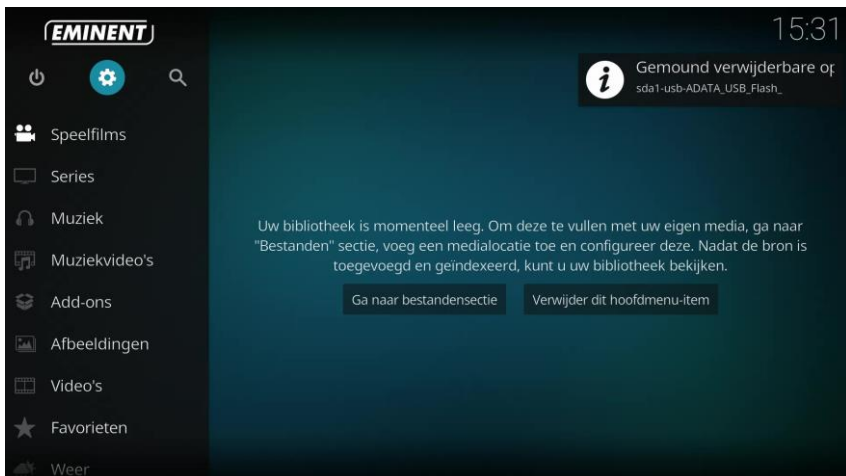 EMINENT
15:31
Gemound verwijderbare op
sda1-usb-ADATA_USB_Flash_
Speelfilms
Series
Muziek
Muziekvideo's
Add-ons
Afbeeldingen
Video's
Favorieten
Weer
Uw bibliotheek is momenteel leeg. Om deze te vullen met uw eigen media, ga naar
"Bestanden" sectie, voeg een medialocatie toe en configureer deze. Nadat de bron is
toegevoegd en geïndexeerd, kunt u uw bibliotheek bekijken.
Ga naar bestandensectie
Verwijder dit hoofdmenu-item